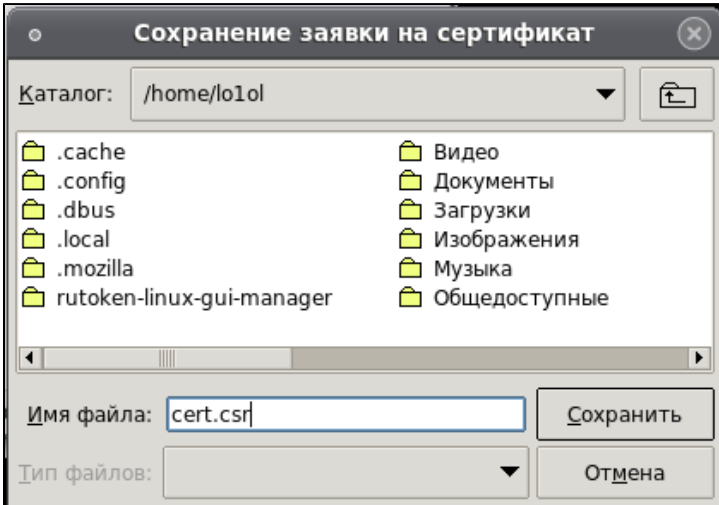 Сохранение заявки на сертификат
Каталог: /home/lo1ol
.cache
.config
.dbus
.local
.mozilla
rutoken-linux-gui-manager
Видео
Документы
Загрузки
Изображения
Музыка
Общедоступные
Имя файла: cert.csr Сохранить
Тип файлов: Отмена